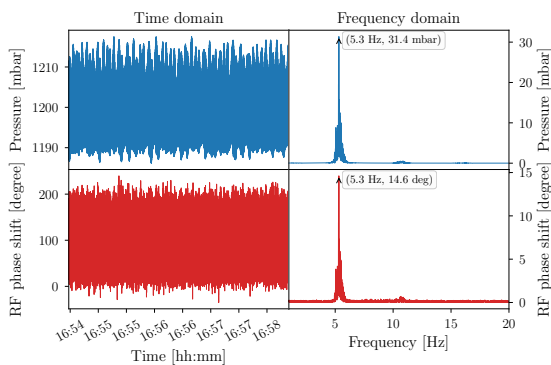 Time domain
Frequency domain
Pressure [mbar]
1210
1200
1190
(5.3 Hz, 31.4 mbar)
30
20
10
0
Pressure [mbar]
RF phase shift [degree]
200
100
0
(5.3 Hz, 14.6 deg)
15
10
5
0
RF phase shift [degree]
16:54
16:55
16:55
16:56
16:56
16:57
16:57
16:58
5
10
15
20
Time [hh:mm]
Frequency [Hz]